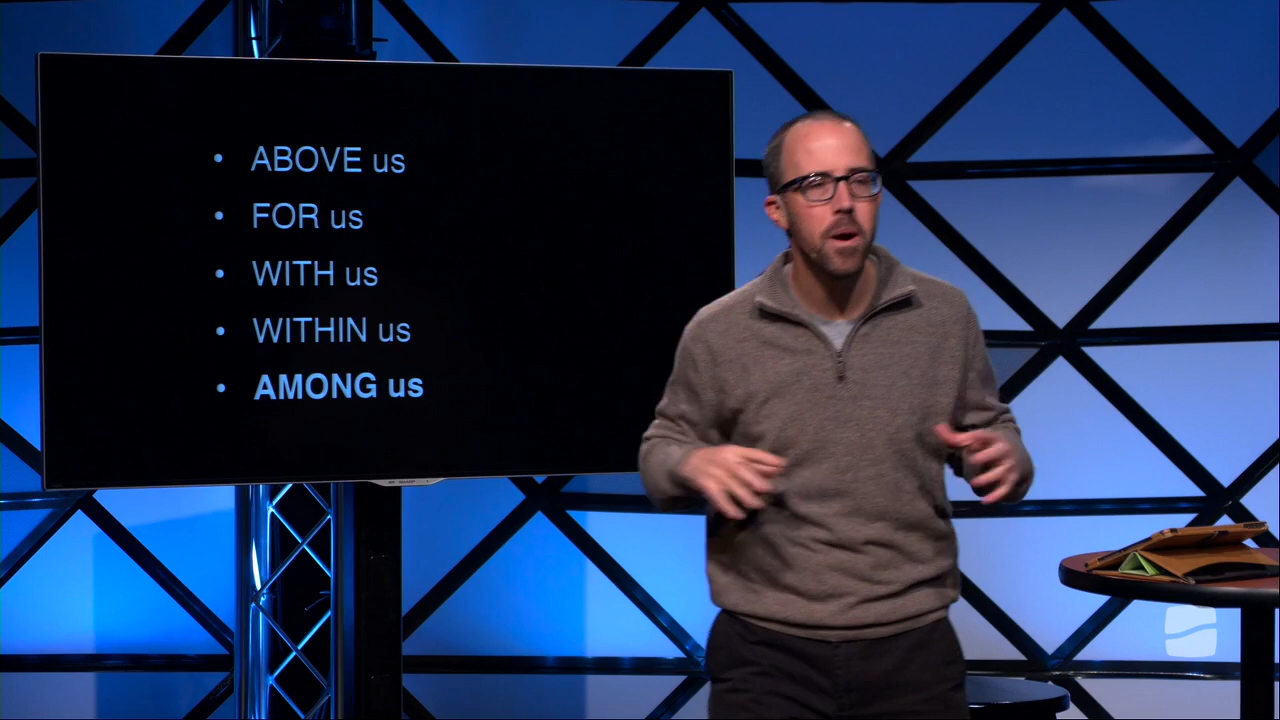 • ABOVE us
• FOR us
• WITH us
• WITHIN us
• AMONG us